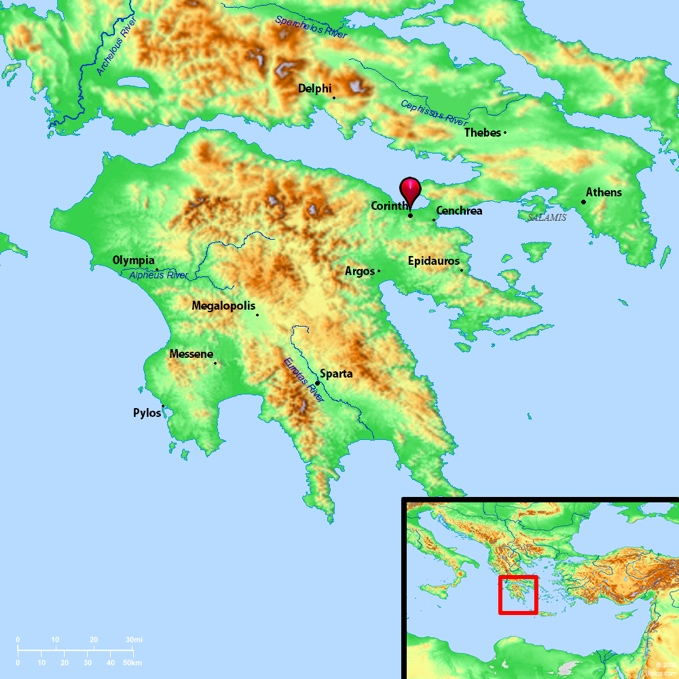 Spercheios River
Achelous River
Delphi
Cephissus River
Thebes
Athens
Corinth
Cenchrea
SALAMIS
Olympia
Alpheus River
Argos
Epidauros
Megalopolis
Messene
Eurotas River
Sparta
Pylos
0 10 20 30mi
0 10 20 30 40 50km